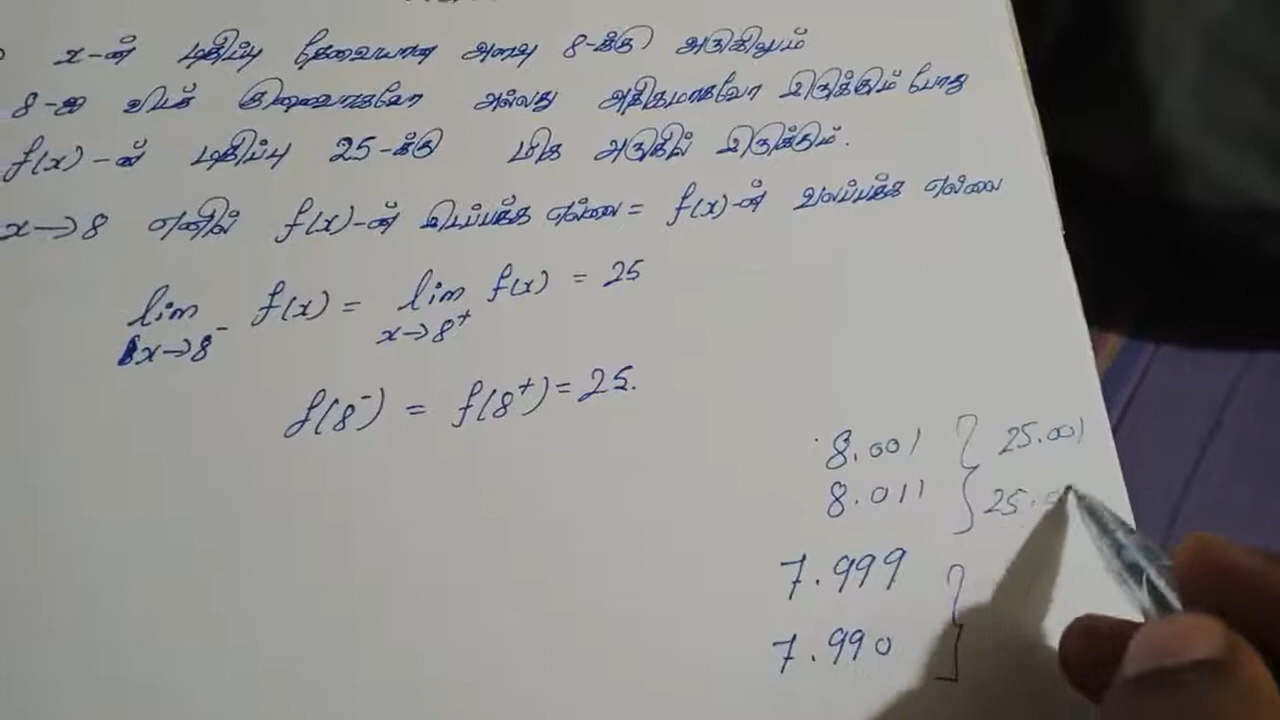 x-ன் மதிப்பு தேவையான அளவு 8-க்கு அருகிலும்
8-ஐ விடக் குறைவாகவோ அல்லது அதிகமாகவோ இருக்கும் போது
f(x)-ன் மதிப்பு 25-க்கு மிக அருகில் இருக்கும்.
x→8 எனில் f(x)-ன் இடப்பக்க எல்லை = f(x)-ன் வலப்பக்க எல்லை
lim f(x) = lim f(x) = 25
x→8⁻ x→8⁺
f(8⁻) = f(8⁺) = 25.
8.001 } 25.001
8.011 25.
7.999
7.990